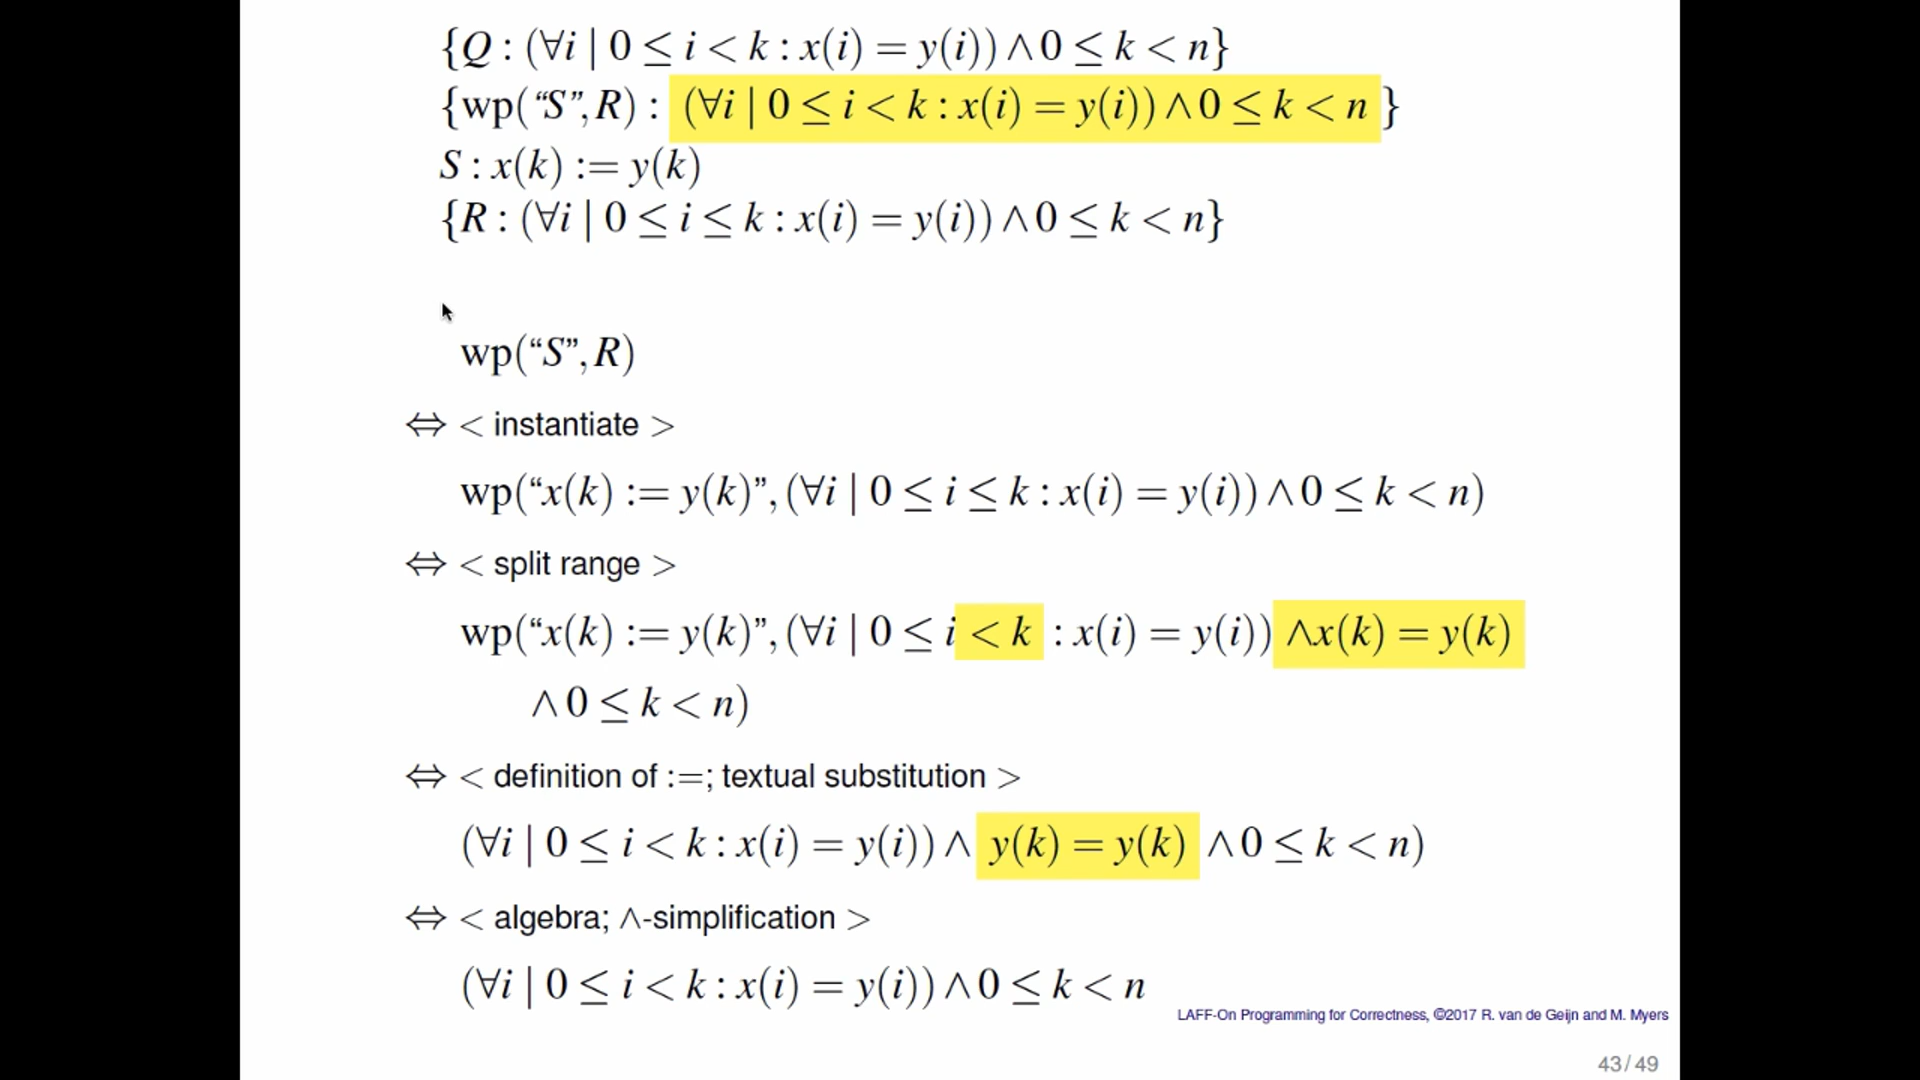 {Q : (∀i | 0 ≤ i < k : x(i) = y(i)) ∧ 0 ≤ k < n}
{wp(“S”, R) : (∀i | 0 ≤ i < k : x(i) = y(i)) ∧ 0 ≤ k < n }
S : x(k) := y(k)
{R : (∀i | 0 ≤ i ≤ k : x(i) = y(i)) ∧ 0 ≤ k < n}
wp(“S”, R)
⇔ < instantiate >
wp(“x(k) := y(k)”, (∀i | 0 ≤ i ≤ k : x(i) = y(i)) ∧ 0 ≤ k < n)
⇔ < split range >
wp(“x(k) := y(k)”, (∀i | 0 ≤ i < k : x(i) = y(i)) ∧x(k) = y(k)
∧ 0 ≤ k < n)
⇔ < definition of :=; textual substitution >
(∀i | 0 ≤ i < k : x(i) = y(i)) ∧ y(k) = y(k) ∧ 0 ≤ k < n)
⇔ < algebra; ∧-simplification >
(∀i | 0 ≤ i < k : x(i) = y(i)) ∧ 0 ≤ k < n
LAFF-On Programming for Correctness, ©2017 R. van de Geijn and M. Myers
43 / 49